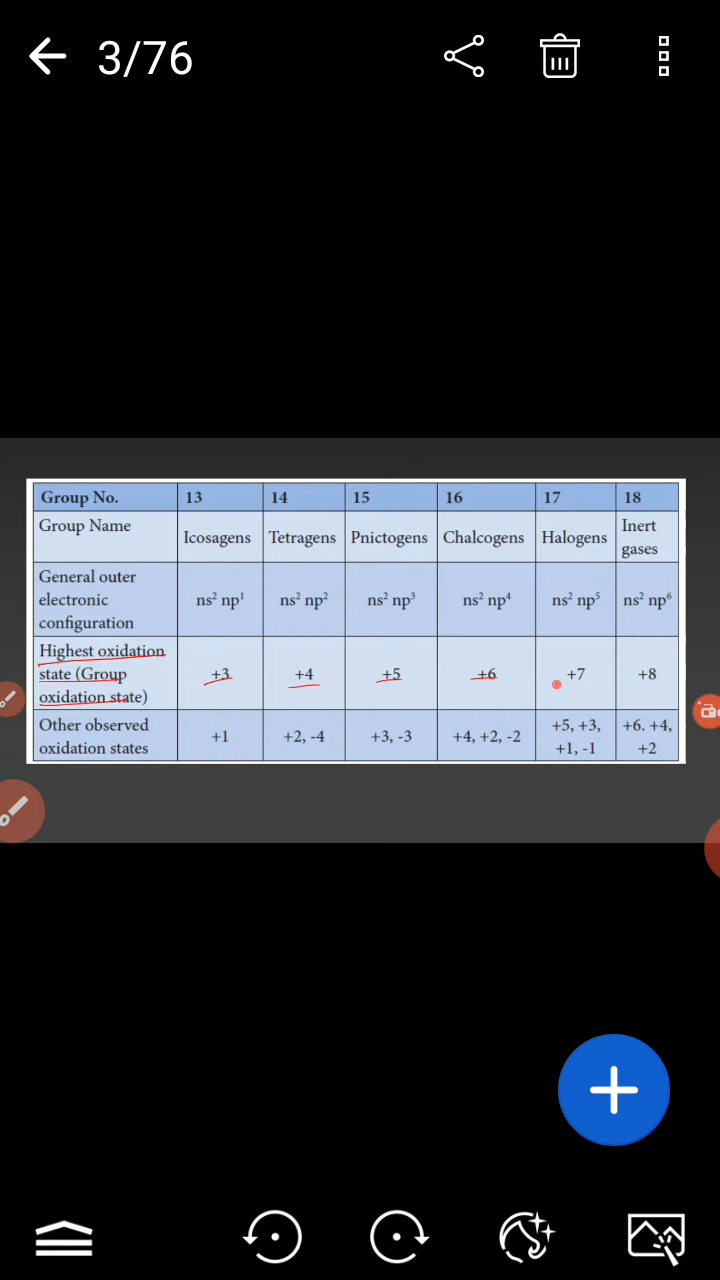 3/76
Group No. 13 14 15 16 17 18
Group Name Icosagens Tetragens Pnictogens Chalcogens Halogens Inert gases
General outer electronic configuration ns² np¹ ns² np² ns² np³ ns² np⁴ ns² np⁵ ns² np⁶
Highest oxidation state (Group oxidation state) +3 +4 +5 +6 +7 +8
Other observed oxidation states +1 +2, -4 +3, -3 +4, +2, -2 +5, +3, +1, -1 +6. +4, +2